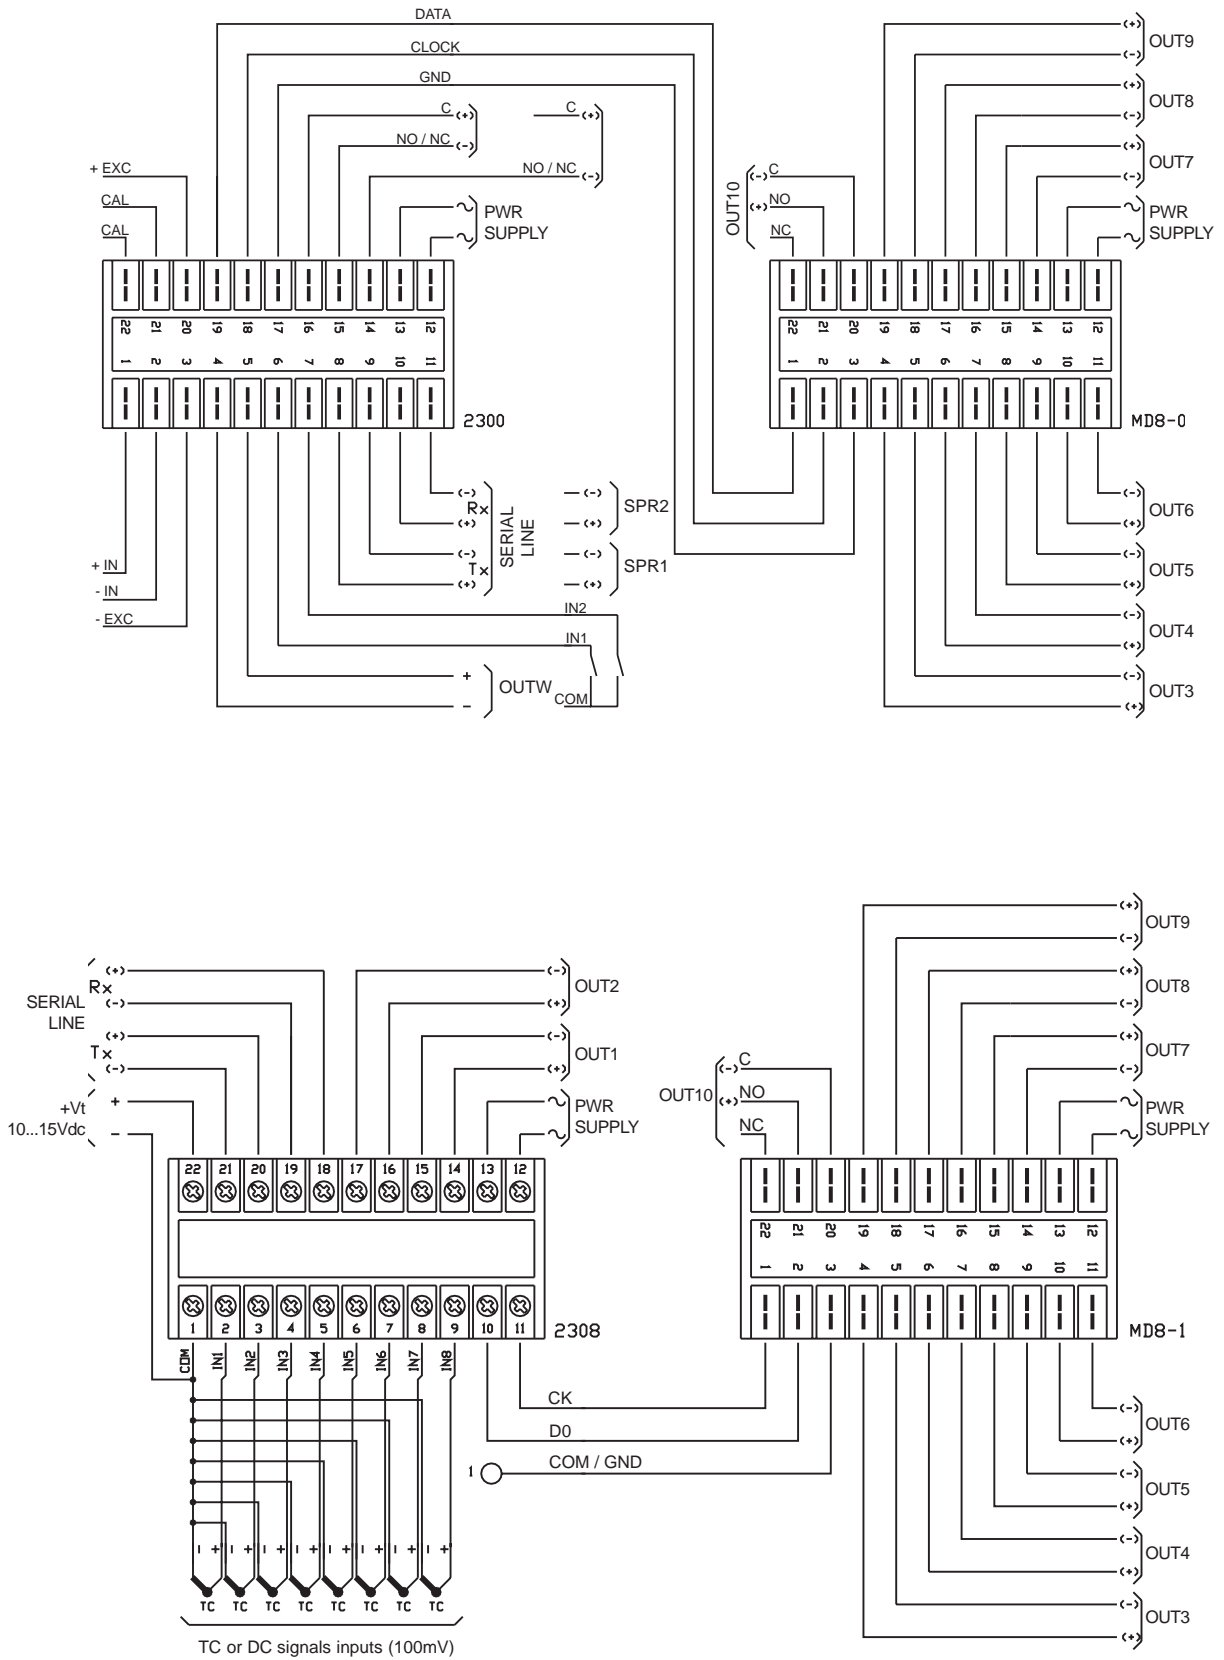 DATA
CLOCK
GND
C (+) C (+)
NO / NC (-)
NO / NC (-)
+ EXC
CAL
CAL
PWR
SUPPLY
22 21 20 19 18 17 16 15 14 13 12
1 2 3 4 5 6 7 8 9 10 11
2300
+ IN
- IN
- EXC
(-)
Rx
(+)
(-)
Tx
(+)
SERIAL
LINE
(-)
(+)
SPR2
(-)
(+)
SPR1
IN2
IN1
COM
+
-
OUTW
(+)
(-)
OUT9
(+)
(-)
OUT8
(+)
(-)
OUT7
PWR
SUPPLY
OUT10
(-) C
(+) NO
NC
22 21 20 19 18 17 16 15 14 13 12
1 2 3 4 5 6 7 8 9 10 11
MD8-0
(-)
(+)
OUT6
(-)
(+)
OUT5
(-)
(+)
OUT4
(-)
(+)
OUT3
SERIAL
LINE
(+)
Rx
(-)
(+)
Tx
(-)
+Vt
10...15Vdc
+
-
(-)
(+)
OUT2
(-)
(+)
OUT1
PWR
SUPPLY
22 21 20 19 18 17 16 15 14 13 12
1 2 3 4 5 6 7 8 9 10 11
2308
COM IN1 IN2 IN3 IN4 IN5 IN6 IN7 IN8
CK
D0
1 COM / GND
- + - + - + - + - + - + - + - +
TC TC TC TC TC TC TC TC
TC or DC signals inputs (100mV)
(+)
(-)
OUT9
(+)
(-)
OUT8
(+)
(-)
OUT7
PWR
SUPPLY
OUT10
(-) C
(+) NO
NC
22 21 20 19 18 17 16 15 14 13 12
1 2 3 4 5 6 7 8 9 10 11
MD8-1
(-)
(+)
OUT6
(-)
(+)
OUT5
(-)
(+)
OUT4
(-)
(+)
OUT3